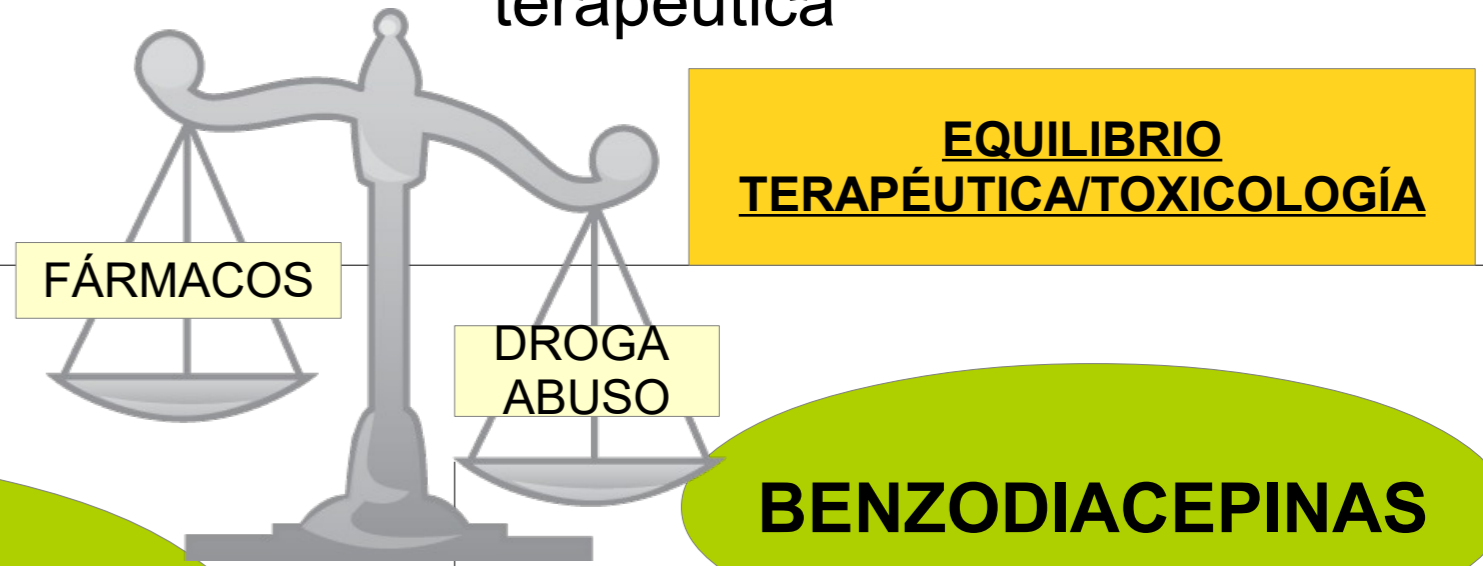 terapéutica
EQUILIBRIO
TERAPÉUTICA/TOXICOLOGÍA
FÁRMACOS
DROGA
ABUSO
BENZODIACEPINAS